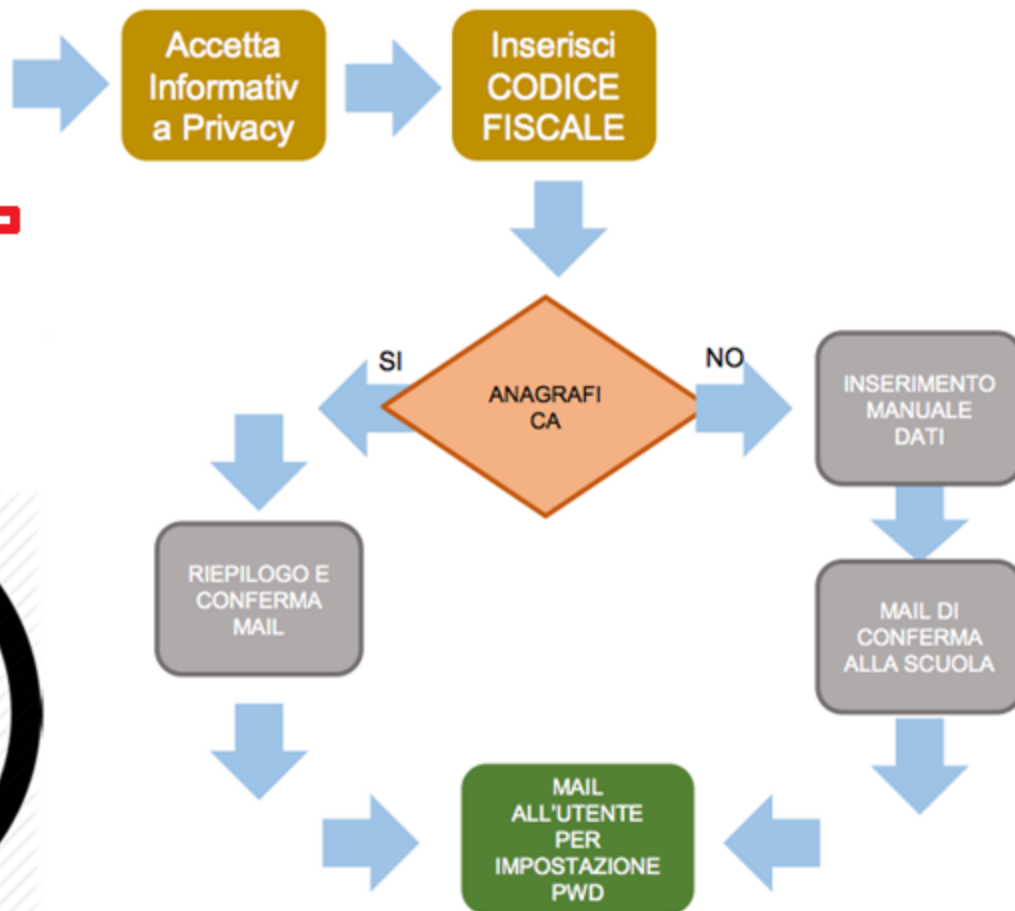 Accetta
Informativ
a Privacy
Inserisci
CODICE
FISCALE
SI
NO
ANAGRAFI
CA
INSERIMENTO
MANUALE
DATI
RIEPILOGO E
CONFERMA
MAIL
MAIL DI
CONFERMA
ALLA SCUOLA
MAIL
ALL'UTENTE
PER
IMPOSTAZIONE
PWD